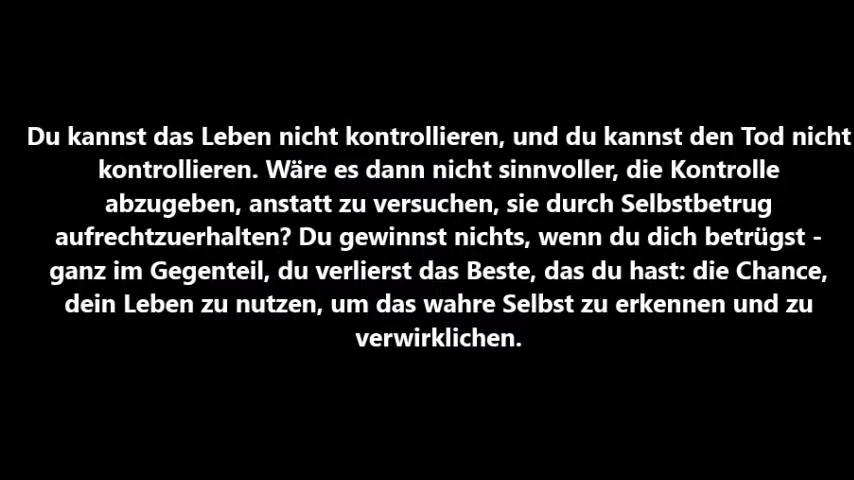 Du kannst das Leben nicht kontrollieren, und du kannst den Tod nicht
kontrollieren. Wäre es dann nicht sinnvoller, die Kontrolle
abzugeben, anstatt zu versuchen, sie durch Selbstbetrug
aufrechtzuerhalten? Du gewinnst nichts, wenn du dich betrügst -
ganz im Gegenteil, du verlierst das Beste, das du hast: die Chance,
dein Leben zu nutzen, um das wahre Selbst zu erkennen und zu
verwirklichen.